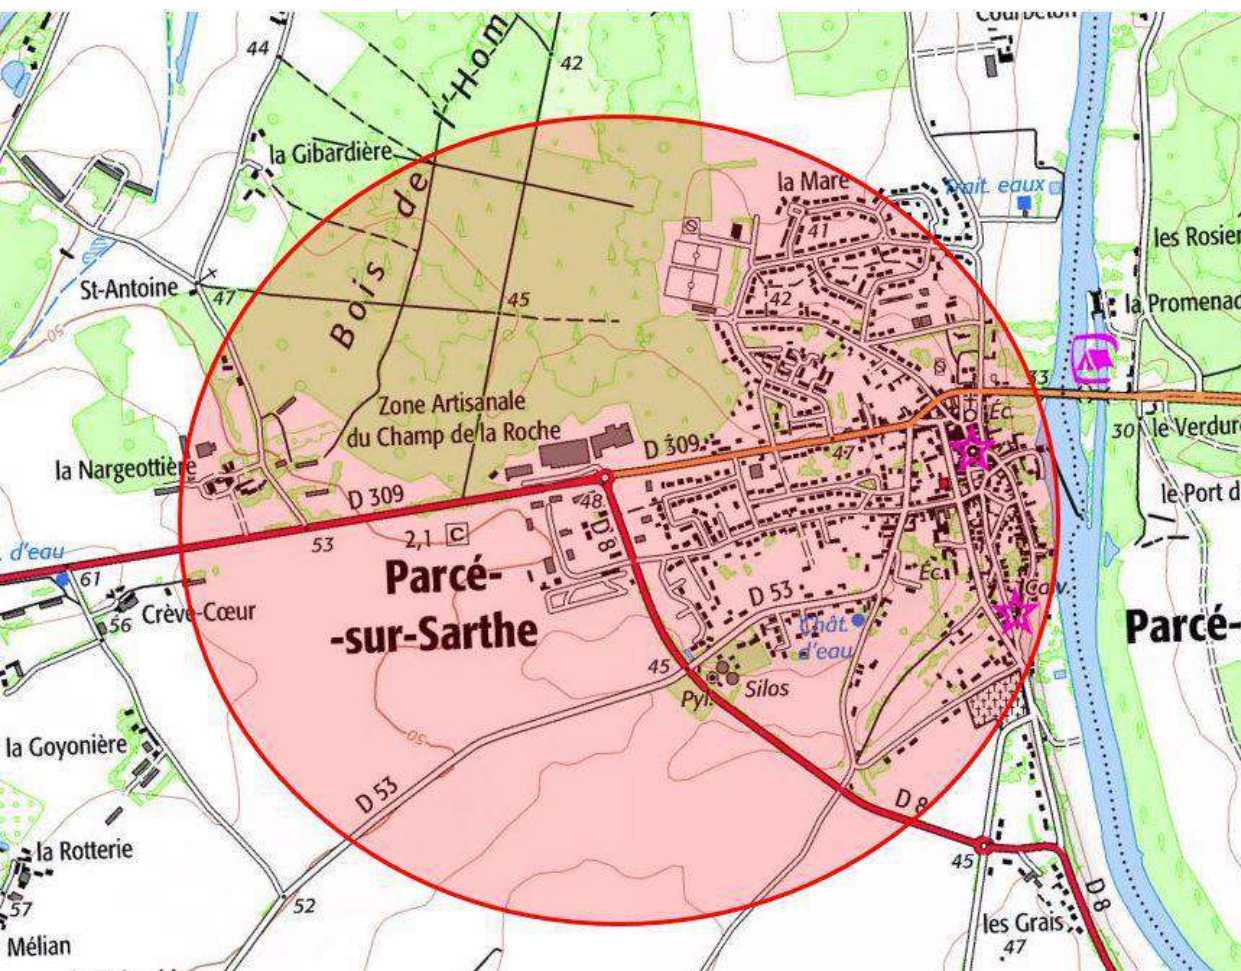 Courbeton
44
42
Bois de l'Hom
la Gibardière
la Mare
Trait. eaux
41
les Rosier
St-Antoine
47
45
42
la Promenad
50
33
Zone Artisanale
du Champ de la Roche
Éc.
D 309
47
30
le Verdur
la Nargeottière
D 309
48
le Port d
D 8
53
2,1
C
. d'eau
61
Parcé-
-sur-Sarthe
56
Crève-Cœur
D 53
Éc.
Calv.
Chât.
d'eau
Parcé-
45
Pyl.
Silos
50
la Goyonière
D 53
D 8
la Rotterie
45
57
52
D 8
les Grais
47
Mélian